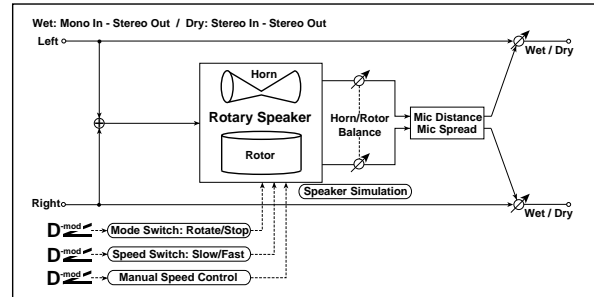 Wet: Mono In - Stereo Out / Dry: Stereo In - Stereo Out
Left
Wet / Dry
Horn
Rotary Speaker
Rotor
Horn/Rotor
Balance
Mic Distance
Mic Spread
Speaker Simulation
Right
Wet / Dry
D-mod Mode Switch: Rotate/Stop
D-mod Speed Switch: Slow/Fast
D-mod Manual Speed Control